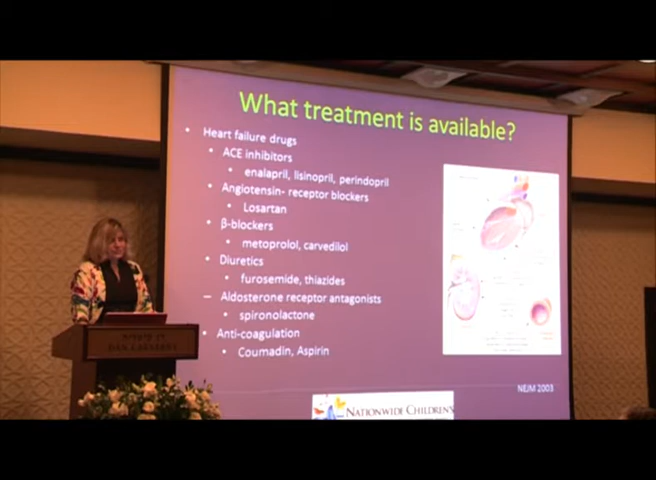 What treatment is available?
• Heart failure drugs
• ACE inhibitors
• enalapril, lisinopril, perindopril
• Angiotensin- receptor blockers
• Losartan
• β-blockers
• metoprolol, carvedilol
• Diuretics
• furosemide, thiazides
– Aldosterone receptor antagonists
• spironolactone
• Anti-coagulation
• Coumadin, Aspirin
NEJM 2003
NATIONWIDE CHILDREN'S